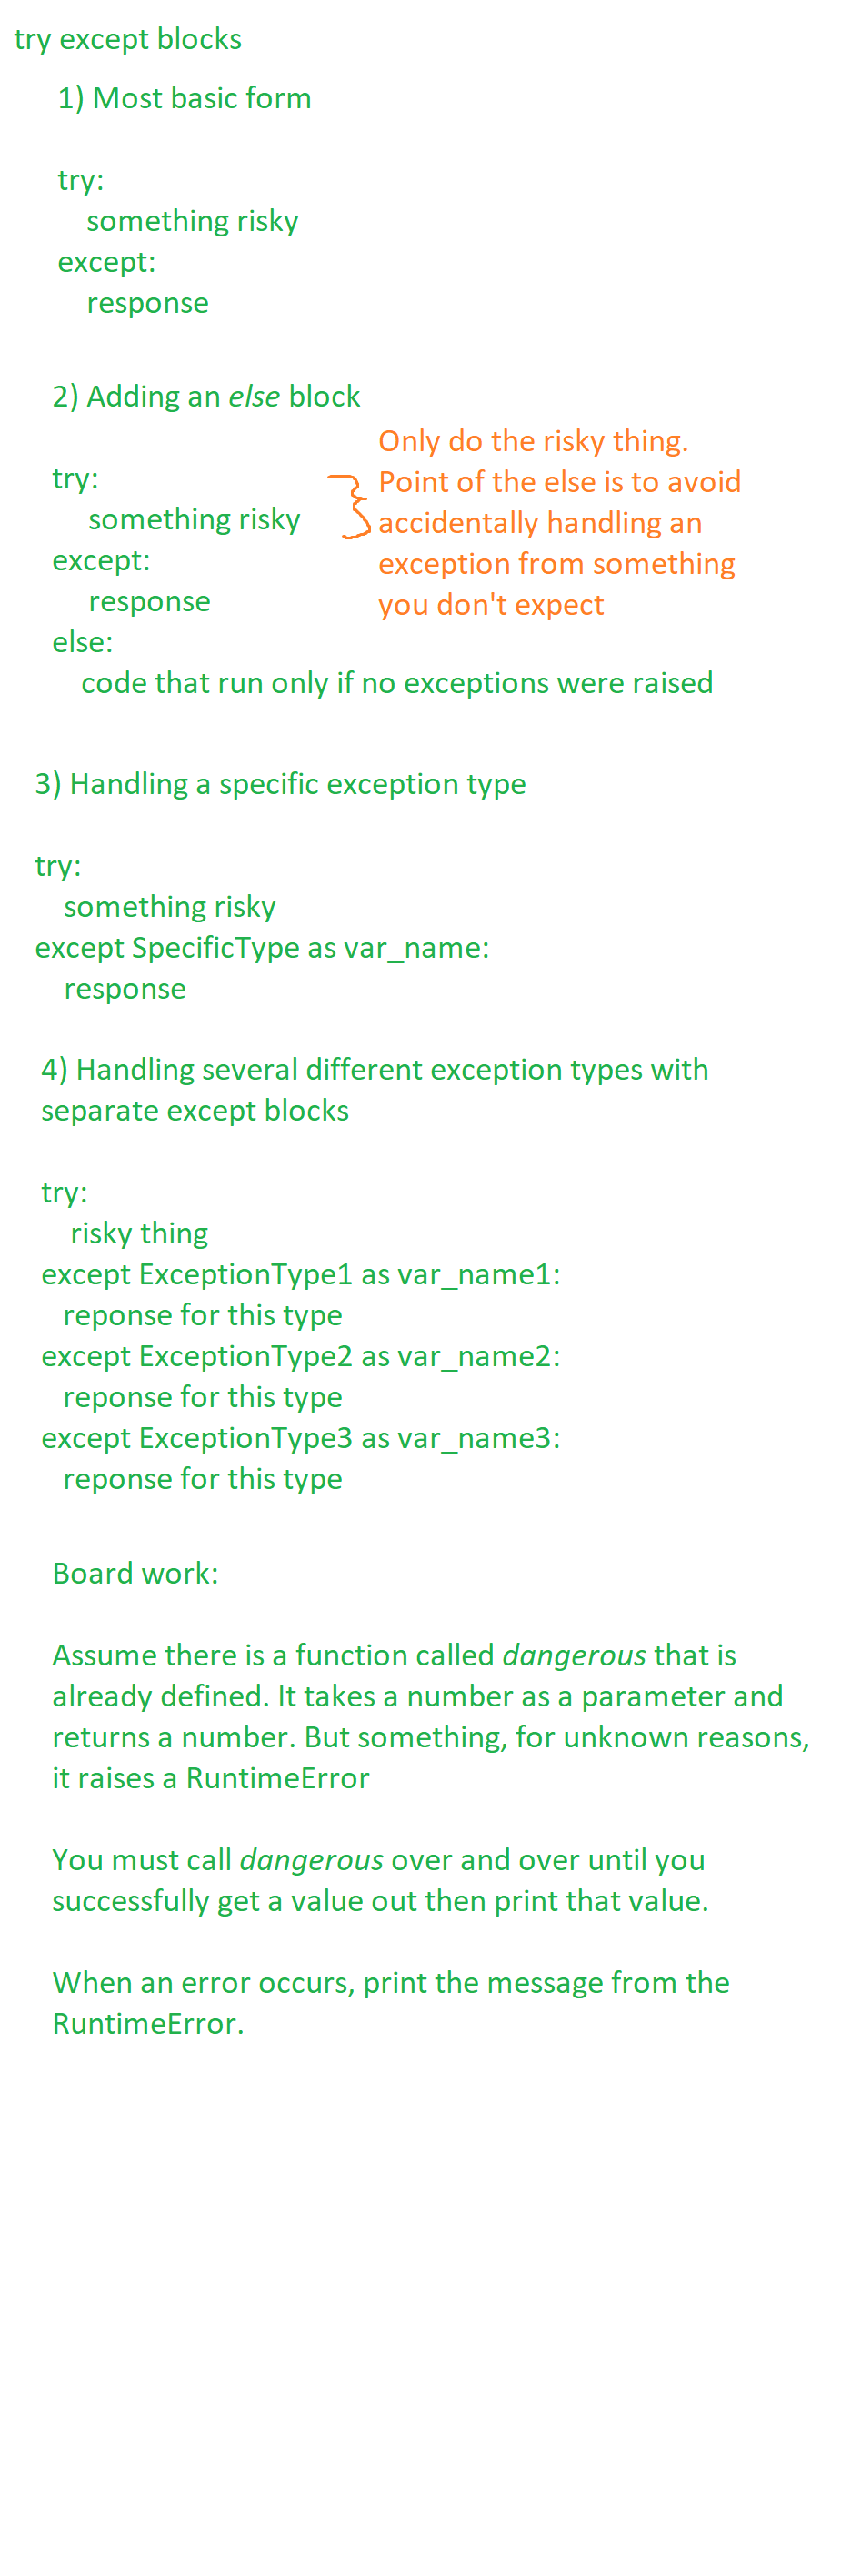 try except blocks
1) Most basic form
try:
something risky
except:
response
2) Adding an else block
try:
something risky
except:
response
else:
code that run only if no exceptions were raised
Only do the risky thing.
Point of the else is to avoid
accidentally handling an
exception from something
you don't expect
3) Handling a specific exception type
try:
something risky
except SpecificType as var_name:
response
4) Handling several different exception types with
separate except blocks
try:
risky thing
except ExceptionType1 as var_name1:
reponse for this type
except ExceptionType2 as var_name2:
reponse for this type
except ExceptionType3 as var_name3:
reponse for this type
Board work:
Assume there is a function called dangerous that is
already defined. It takes a number as a parameter and
returns a number. But something, for unknown reasons,
it raises a RuntimeError
You must call dangerous over and over until you
successfully get a value out then print that value.
When an error occurs, print the message from the
RuntimeError.